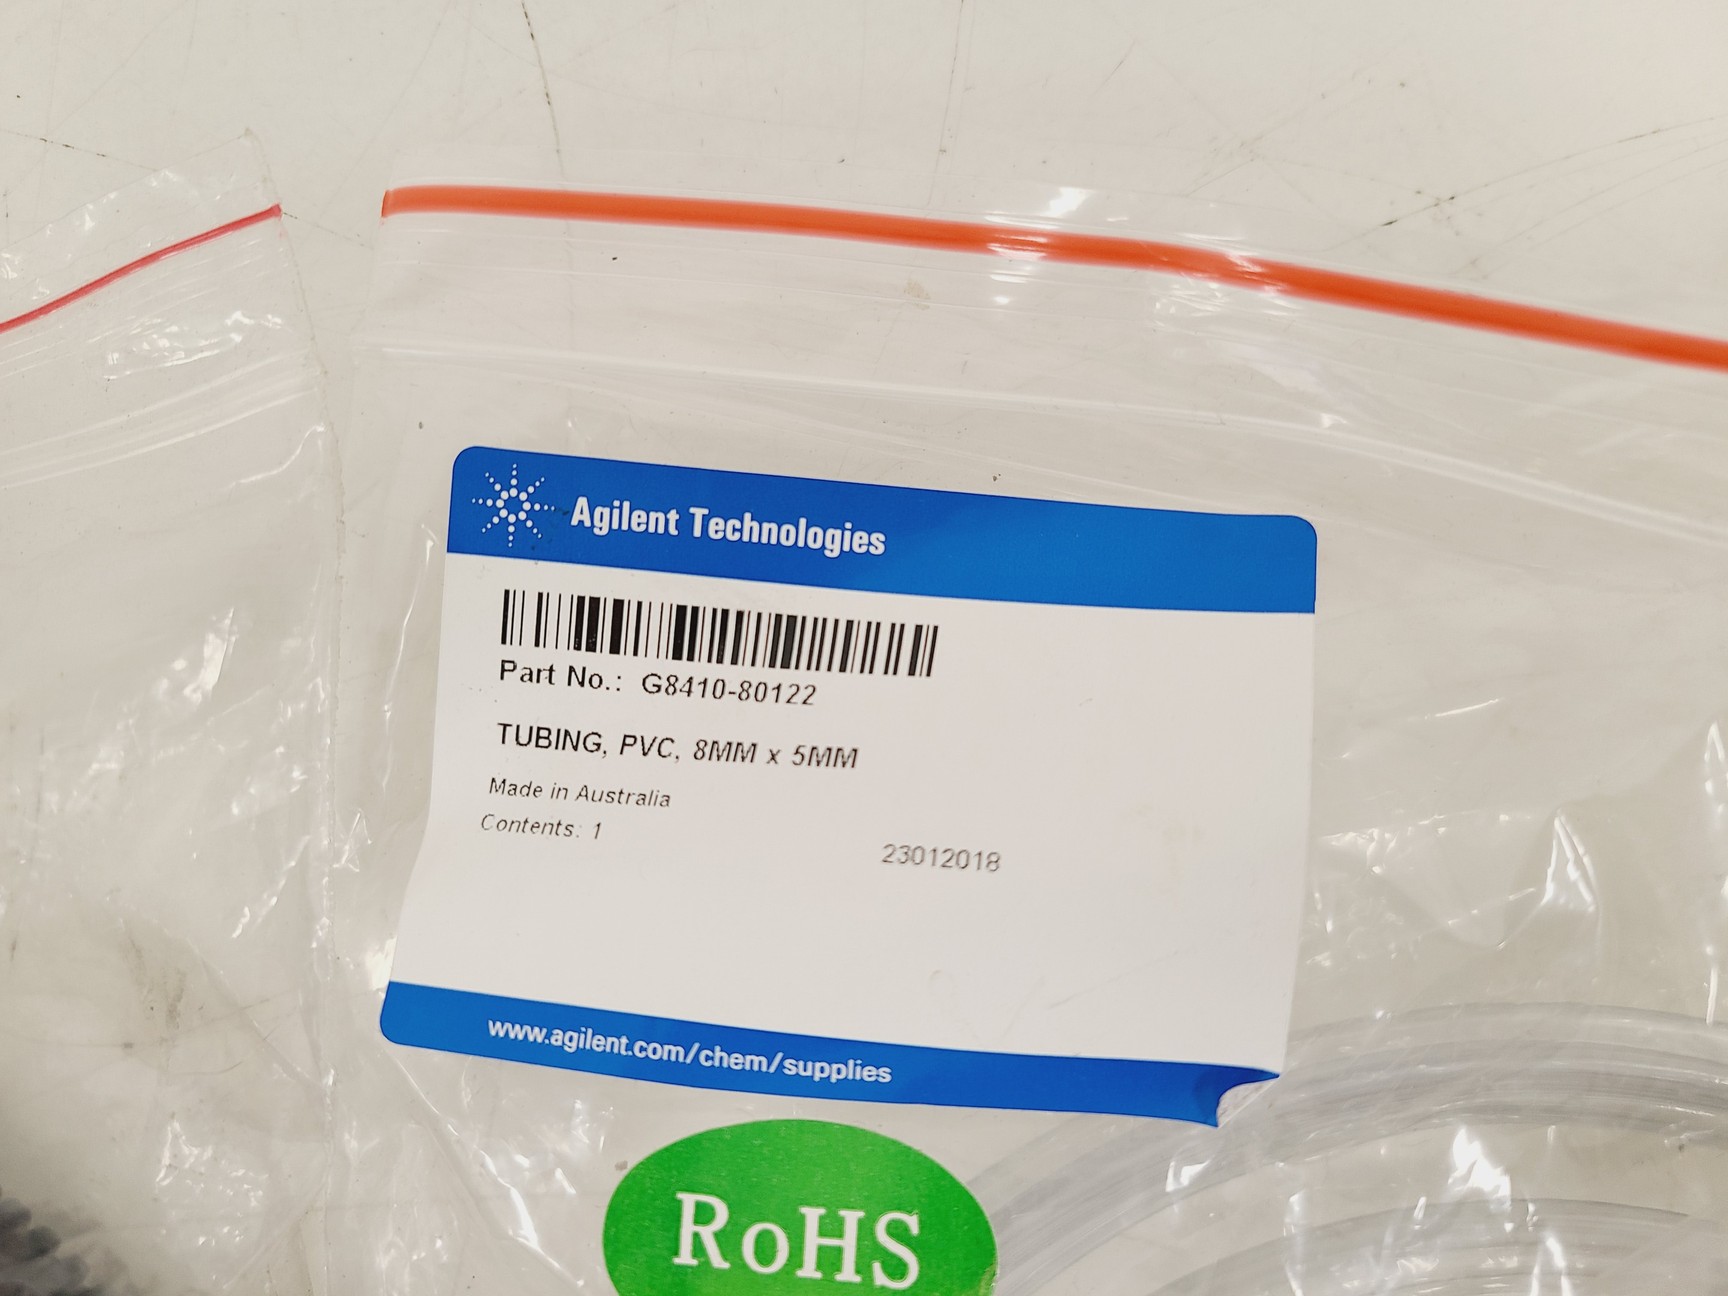 Agilent Technologies
Part No.: G8410-80122
TUBING, PVC, 8MM x 5MM
Made in Australia
Contents: 1
23012018
www.agilent.com/chem/supplies
RoHS